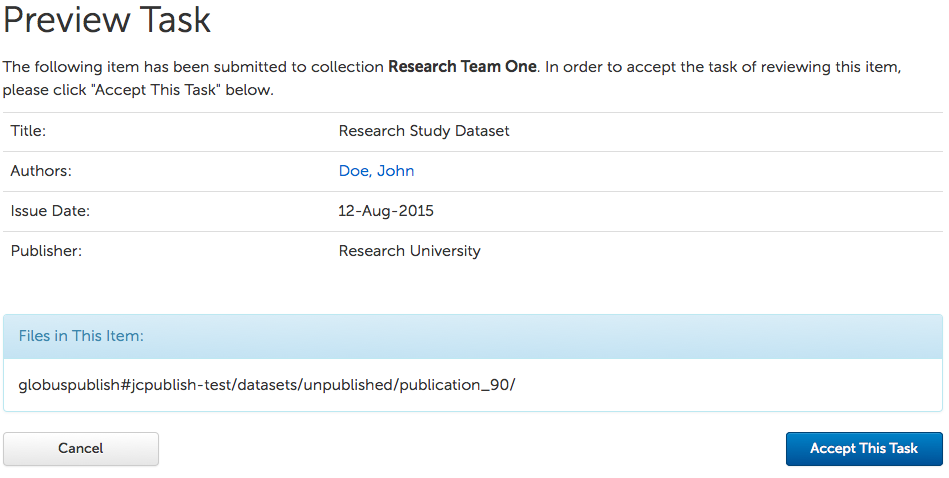 Preview Task
The following item has been submitted to collection Research Team One. In order to accept the task of reviewing this item,
please click "Accept This Task" below.
Title: Research Study Dataset
Authors: Doe, John
Issue Date: 12-Aug-2015
Publisher: Research University
Files in This Item:
globuspublish#jcpublish-test/datasets/unpublished/publication_90/
Cancel Accept This Task